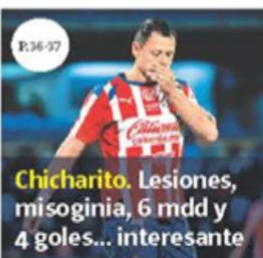 P.36-37
Chicharito. Lesiones,
misoginia, 6 mdd y
4 goles... interesante